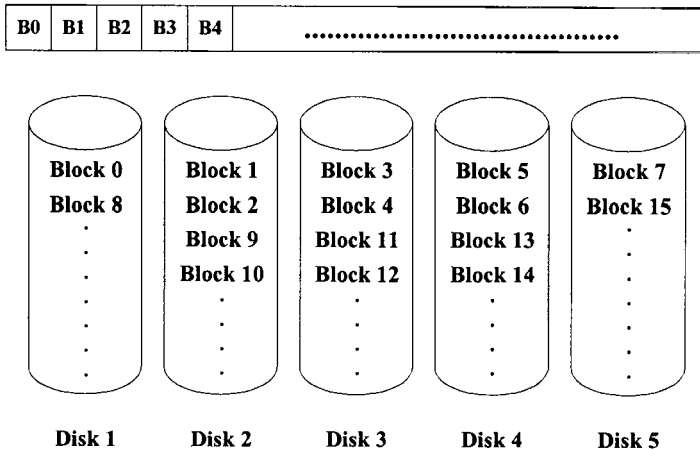 B0 B1 B2 B3 B4 ........................................
Block 0 Block 1 Block 3 Block 5 Block 7
Block 8 Block 2 Block 4 Block 6 Block 15
Block 9 Block 11 Block 13
Block 10 Block 12 Block 14
Disk 1 Disk 2 Disk 3 Disk 4 Disk 5